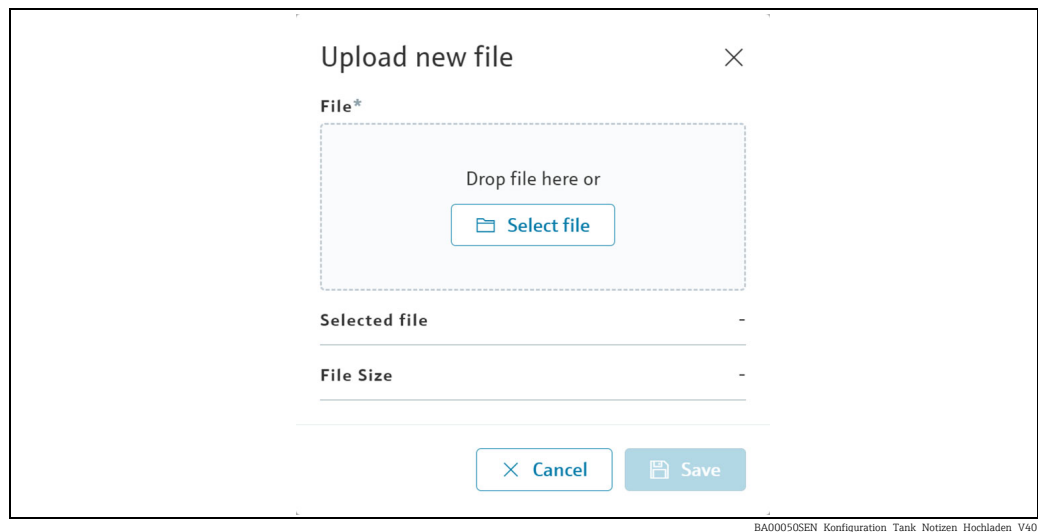 Upload new file
File*
Drop file here or
Select file
Selected file -
File Size -
Cancel Save
BA00050SEN_Konfiguration_Tank_Notizen_Hochladen_V40